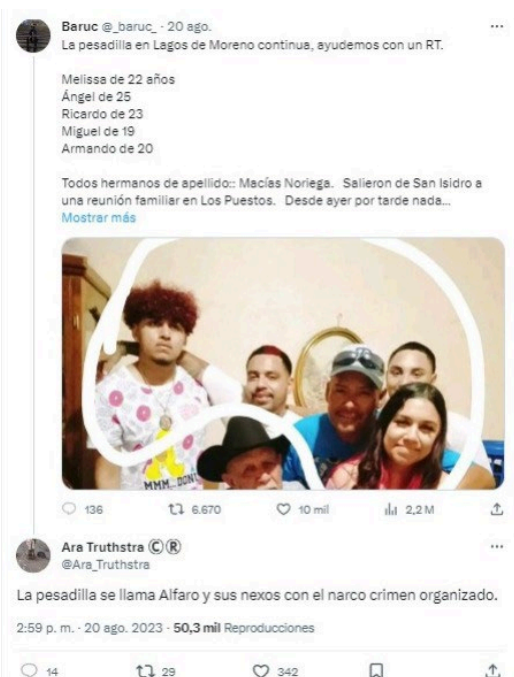 Baruc @_baruc_ · 20 ago.
La pesadilla en Lagos de Moreno continua, ayudemos con un RT.
Melissa de 22 años
Ángel de 25
Ricardo de 23
Miguel de 19
Armando de 20
Todos hermanos de apellido:: Macías Noriega. Salieron de San Isidro a
una reunión familiar en Los Puestos. Desde ayer por tarde nada...
Mostrar más
MMM...DON
136 6.670 10 mil 2,2 M
Ara Truthstra Ⓒ Ⓡ
@Ara_Truthstra
La pesadilla se llama Alfaro y sus nexos con el narco crimen organizado.
2:59 p. m. · 20 ago. 2023 · 50,3 mil Reproducciones
14 29 342